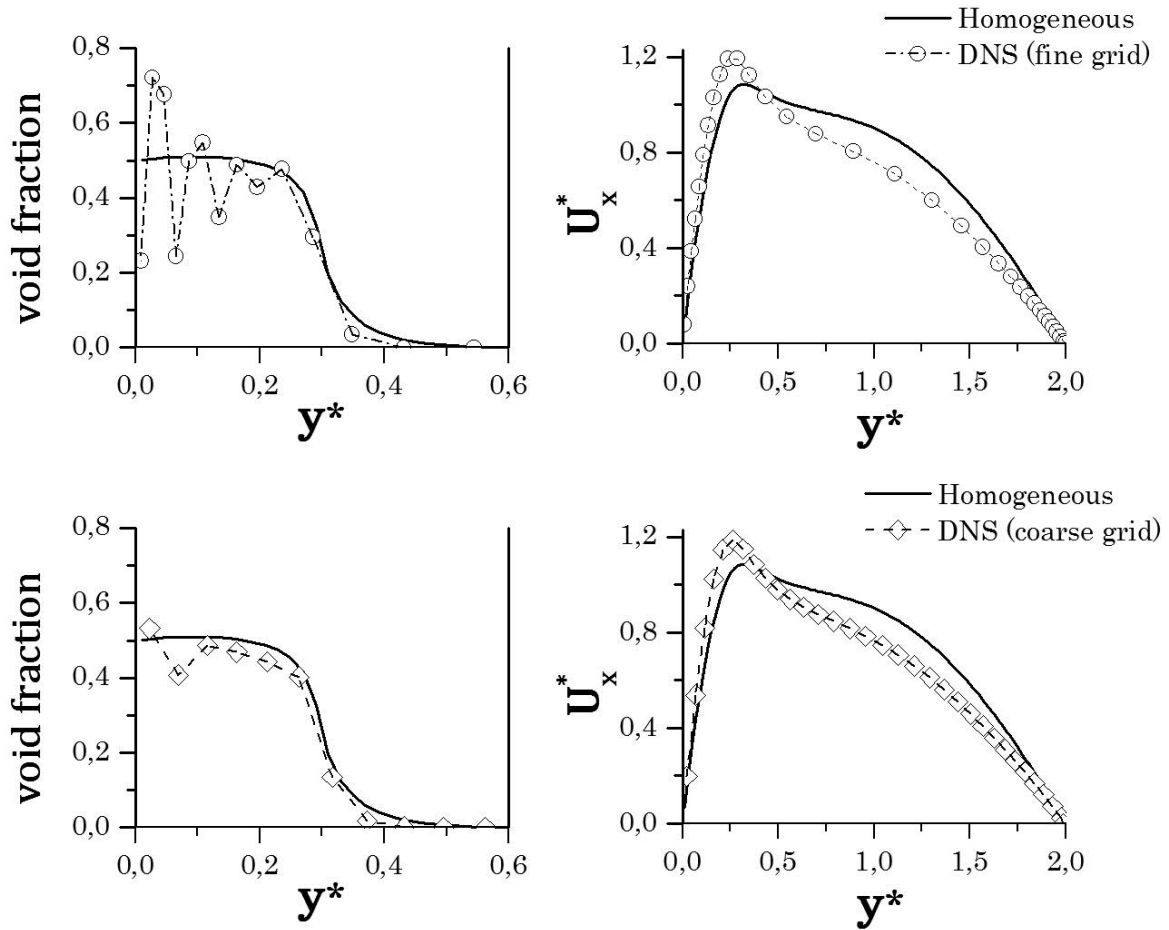 Homogeneous
DNS (fine grid)
0,8
0,6
0,4
0,2
0,0
void fraction
0,0 0,2 0,4 0,6
y*
1,2
0,8
0,4
0,0
U*x
0,0 0,5 1,0 1,5 2,0
y*
Homogeneous
DNS (coarse grid)
0,8
0,6
0,4
0,2
0,0
void fraction
0,0 0,2 0,4 0,6
y*
1,2
0,8
0,4
0,0
U*x
0,0 0,5 1,0 1,5 2,0
y*